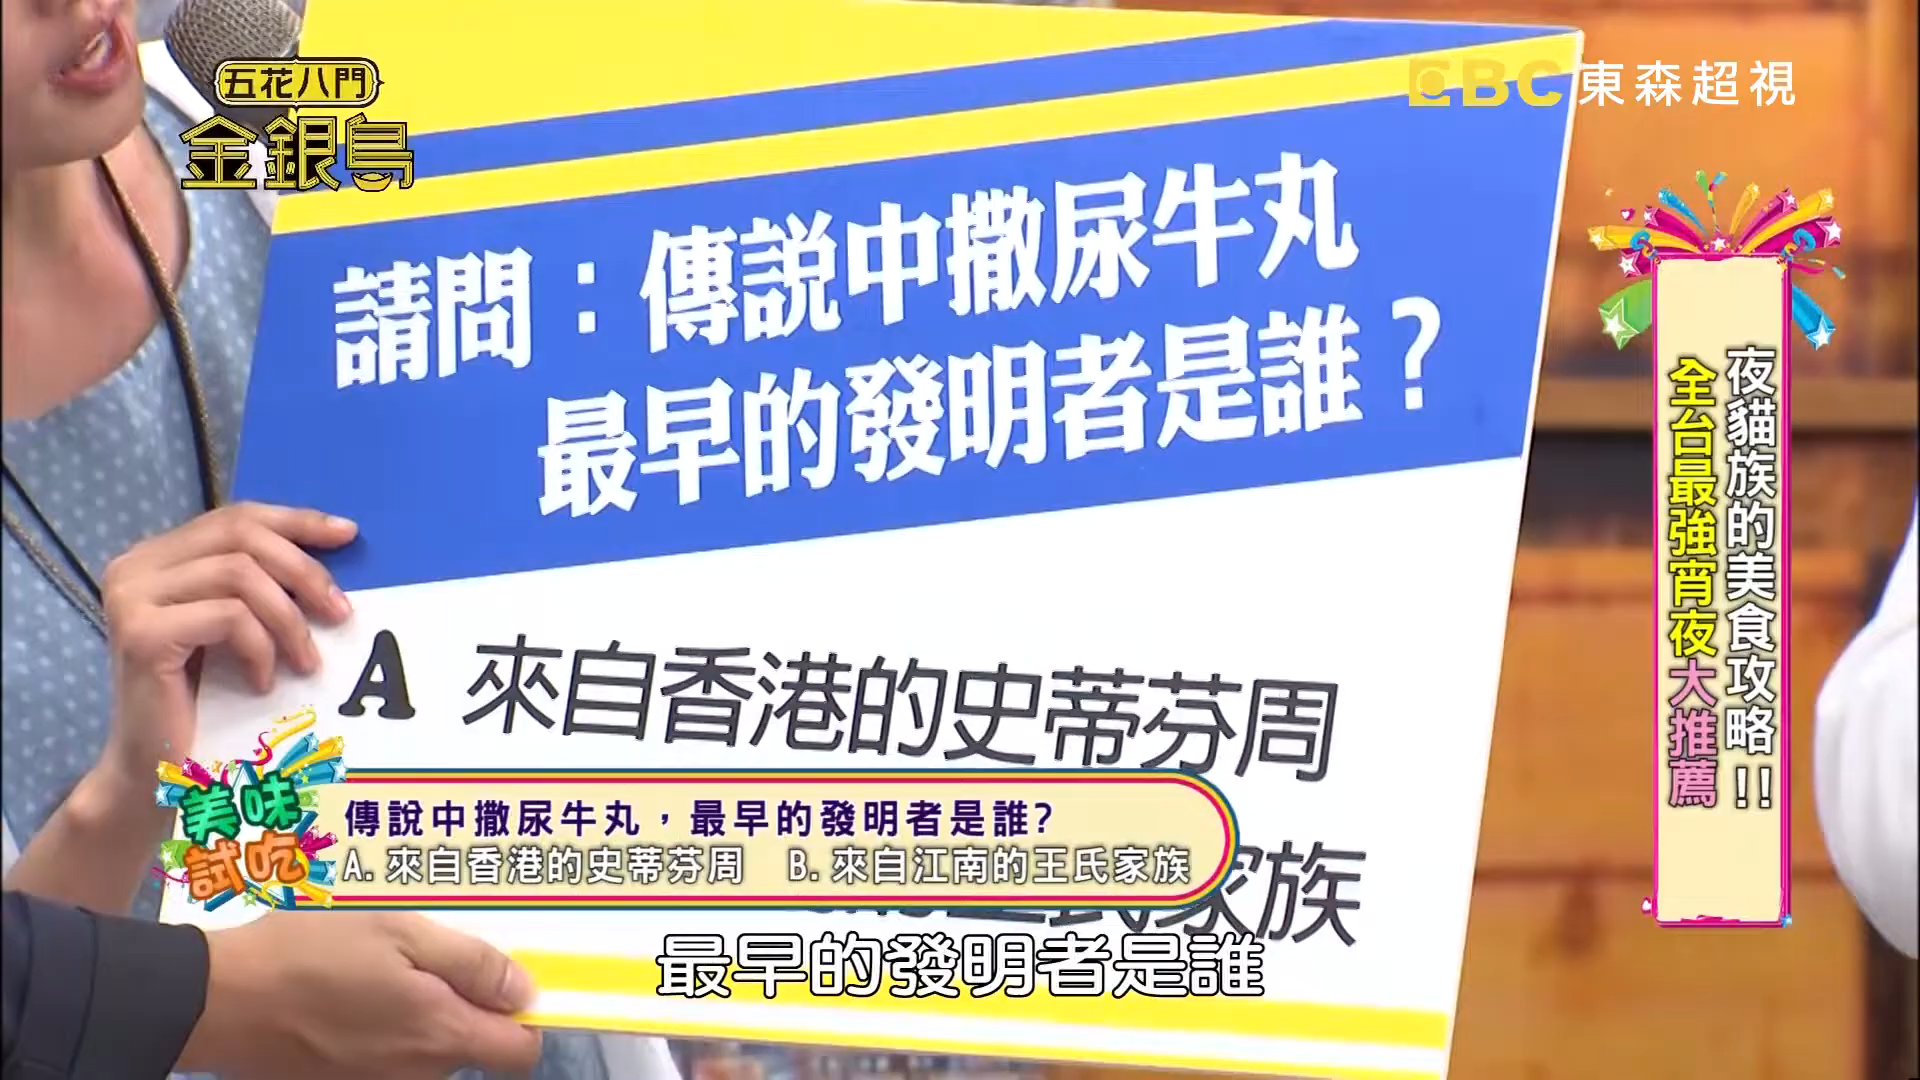 五花八門
金銀島
EBC 東森超視
請問：傳說中撒尿牛丸
最早的發明者是誰？
A 來自香港的史蒂芬周
家族
夜貓族的美食攻略!!
全台最強宵夜大推薦
美味
試吃
傳說中撒尿牛丸，最早的發明者是誰?
A.來自香港的史蒂芬周 B.來自江南的王氏家族
最早的發明者是誰